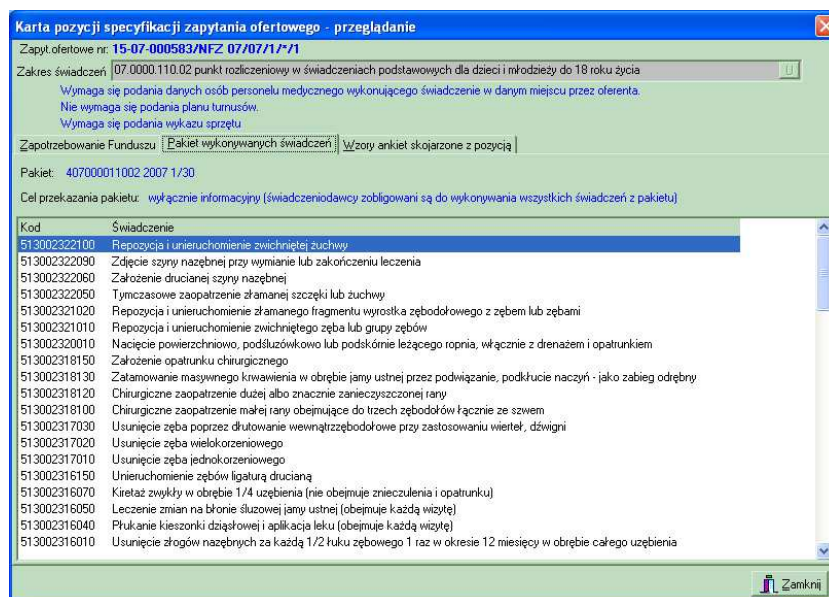 Karta pozycji specyfikacji zapytania ofertowego - przeglądanie
Zapyt.ofertowe nr: 15-07-000583/NFZ 07/07/1/*/1
Zakres świadczeń 07.0000.110.02 punkt rozliczeniowy w świadczeniach podstawowych dla dzieci i młodzieży do 18 roku życia U
Wymaga się podania danych osób personelu medycznego wykonującego świadczenie w danym miejscu przez oferenta.
Nie wymaga się podania planu turnusów.
Wymaga się podania wykazu sprzętu
Zapotrzebowanie Funduszu Pakiet wykonywanych świadczeń Wzory ankiet skojarzone z pozycją
Pakiet: 407000011002 2007 1/30
Cel przekazania pakietu: wyłącznie informacyjny (świadczeniodawcy zobligowani są do wykonywania wszystkich świadczeń z pakietu)
Kod Świadczenie
513002322100 Repozycja i unieruchomienie zwichniętej żuchwy
513002322090 Zdjęcie szyny nazębnej przy wymianie lub zakończeniu leczenia
513002322060 Założenie drucianej szyny nazębnej
513002322050 Tymczasowe zaopatrzenie złamanej szczęki lub żuchwy
513002321020 Repozycja i unieruchomienie złamanego fragmentu wyrostka zębodołowego z zębem lub zębami
513002321010 Repozycja i unieruchomienie zwichniętego zęba lub grupy zębów
513002320010 Nacięcie powierzchniowo, podśluzówkowo lub podskórnie leżącego ropnia, włącznie z drenażem i opatrunkiem
513002318150 Założenie opatrunku chirurgicznego
513002318130 Zatamowanie masywnego krwawienia w obrębie jamy ustnej przez podwiązanie, podkłucie naczyń - jako zabieg odrębny
513002318120 Chirurgiczne zaopatrzenie dużej albo znacznie zanieczyszczonej rany
513002318100 Chirurgiczne zaopatrzenie małej rany obejmujące do trzech zębodołów łącznie ze szwem
513002317030 Usunięcie zęba poprzez dłutowanie wewnątrzzębodołowe przy zastosowaniu wierteł, dźwigni
513002317020 Usunięcie zęba wielokorzeniowego
513002317010 Usunięcie zęba jednokorzeniowego
513002316150 Unieruchomienie zębów ligaturą drucianą
513002316070 Kiretaż zwykły w obrębie 1/4 uzębienia (nie obejmuje znieczulenia i opatrunku)
513002316050 Leczenie zmian na błonie śluzowej jamy ustnej (obejmuje każdą wizytę)
513002316040 Płukanie kieszonki dziąsłowej i aplikacja leku (obejmuje każdą wizytę)
513002316010 Usunięcie złogów nazębnych za każdą 1/2 łuku zębowego 1 raz w okresie 12 miesięcy w obrębie całego uzębienia
Zamknij